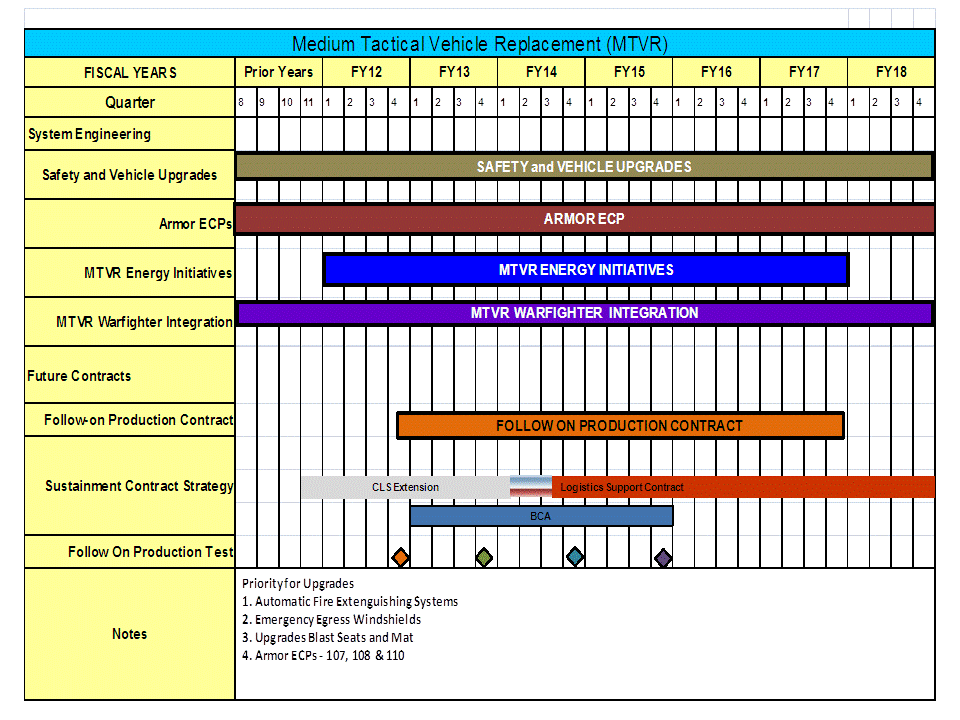 Medium Tactical Vehicle Replacement (MTVR)
FISCAL YEARS Prior Years FY12 FY13 FY14 FY15 FY16 FY17 FY18
Quarter 8 9 10 11 1 2 3 4 1 2 3 4 1 2 3 4 1 2 3 4 1 2 3 4 1 2 3 4 1 2 3 4
System Engineering
Safety and Vehicle Upgrades SAFETY and VEHICLE UPGRADES
Armor ECPs ARMOR ECP
MTVR Energy Initiatives MTVR ENERGY INITIATIVES
MTVR Warfighter Integration MTVR WARFIGHTER INTEGRATION
Future Contracts
Follow-on Production Contract FOLLOW ON PRODUCTION CONTRACT
Sustainment Contract Strategy CLS Extension Logistics Support Contract
BCA
Follow On Production Test
Notes
Priority for Upgrades
1. Automatic Fire Extenguishing Systems
2. Emergency Egress Windshields
3. Upgrades Blast Seats and Mat
4. Armor ECPs - 107, 108 & 110